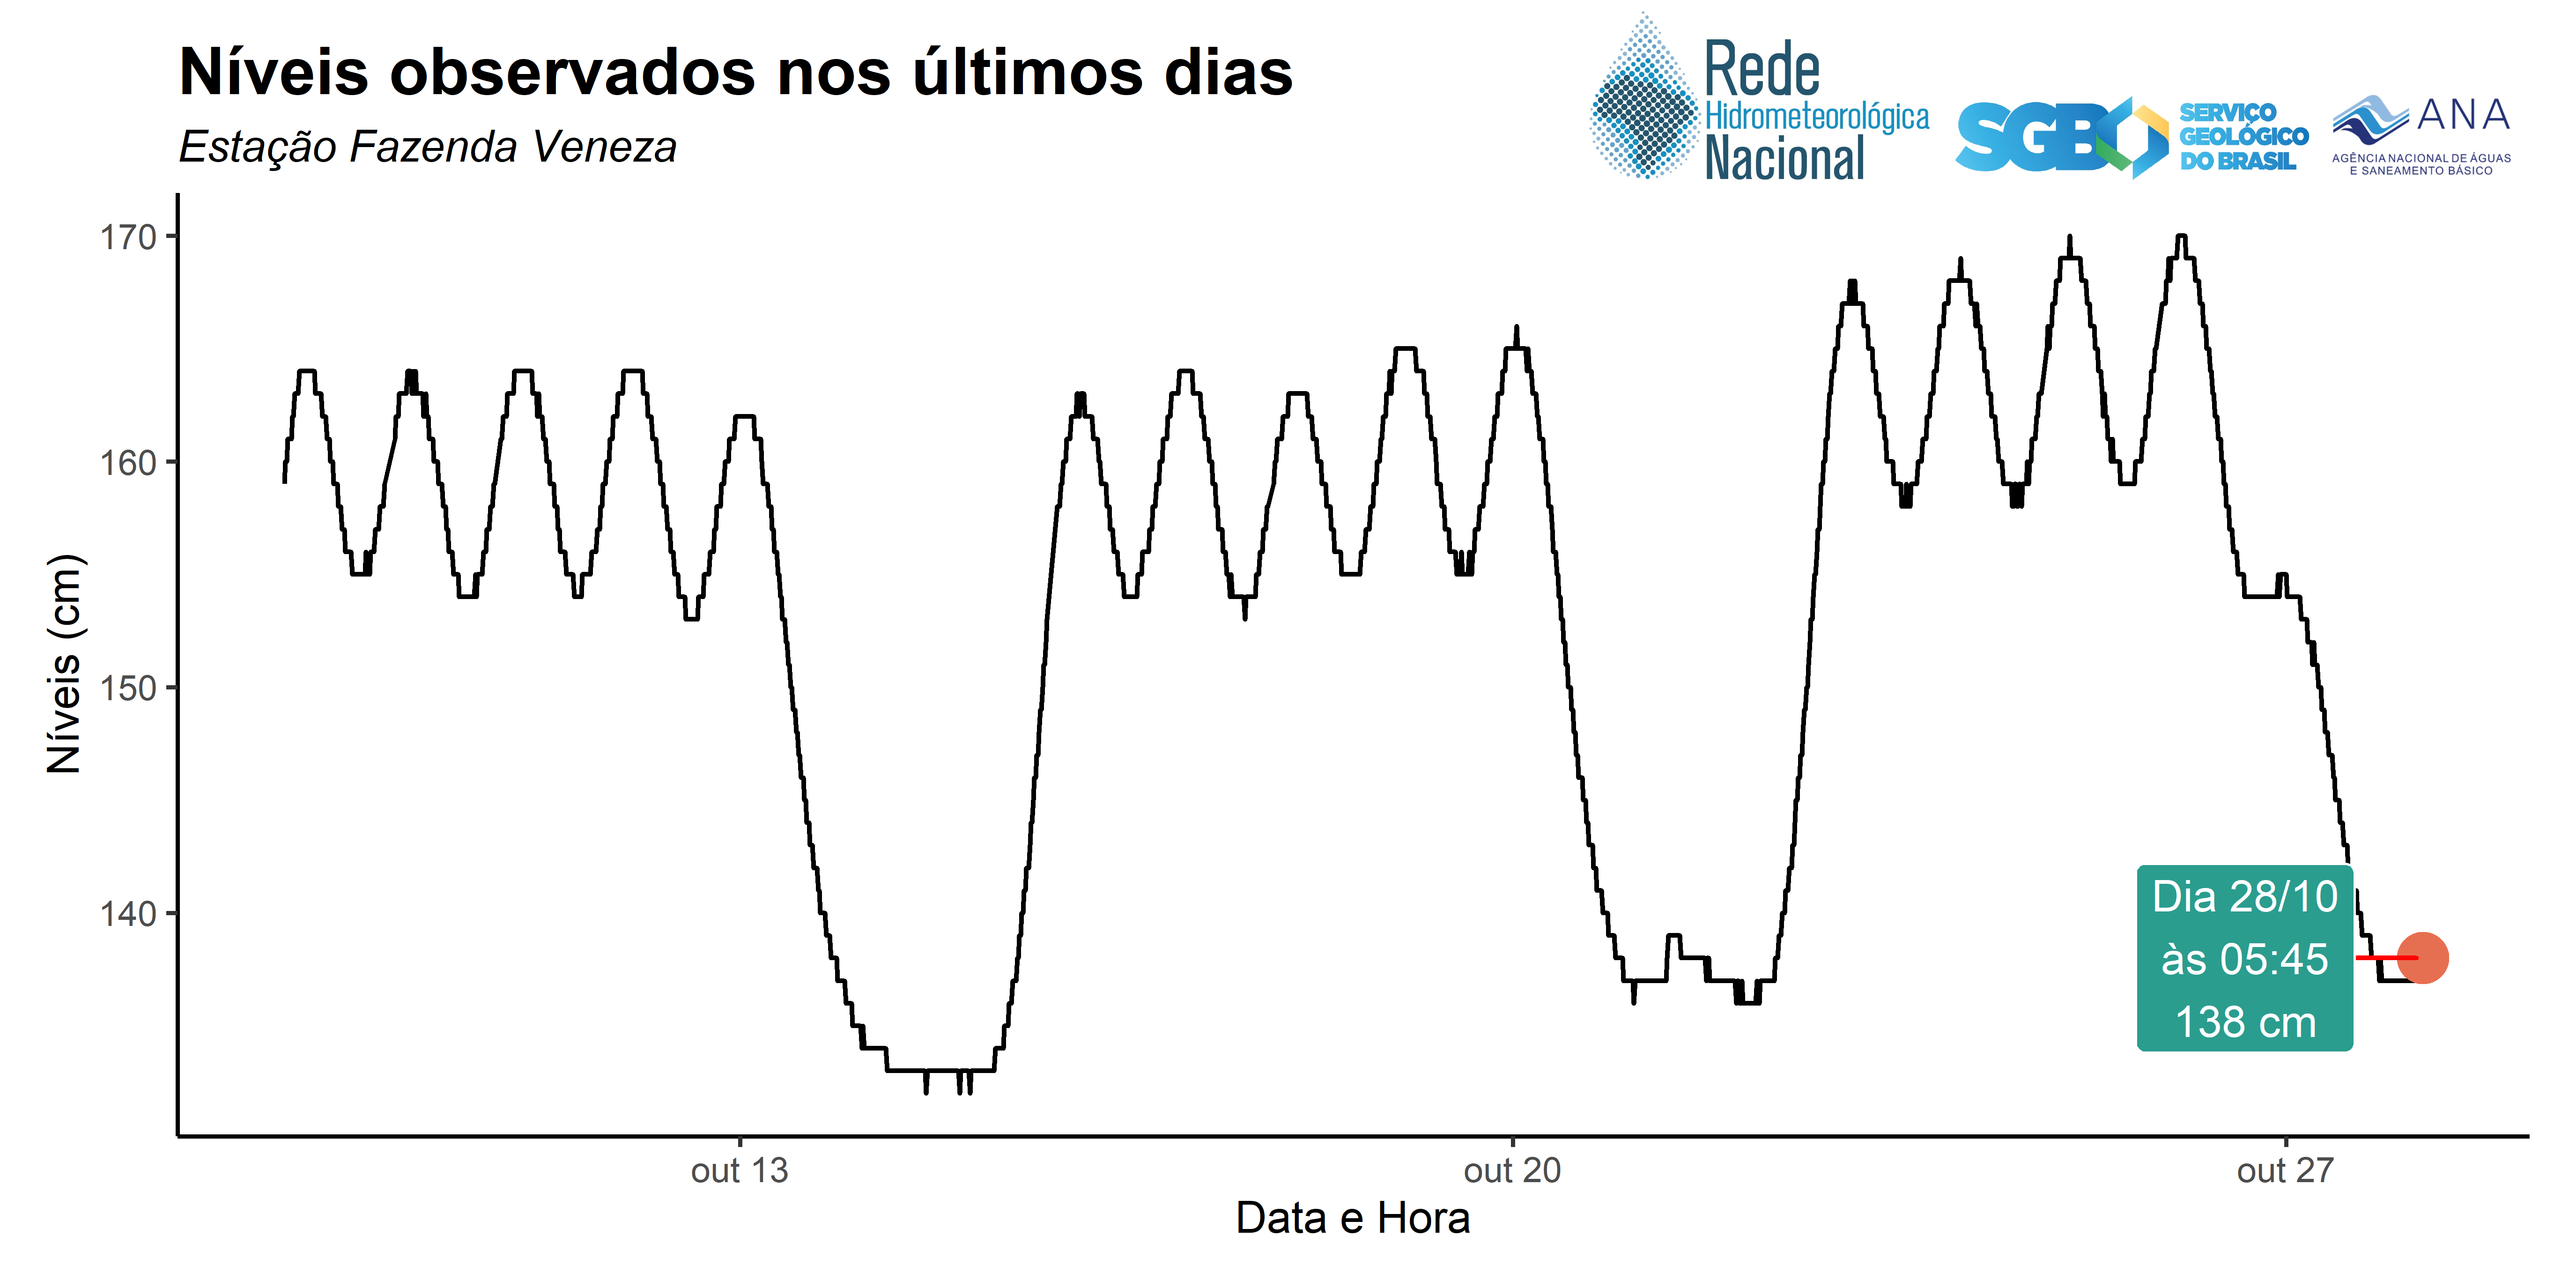 Níveis observados nos últimos dias
Estação Fazenda Veneza
Rede
Hidrometeorológica
Nacional
SGB
SERVIÇO
GEOLÓGICO
DO BRASIL
ANA
AGÊNCIA NACIONAL DE ÁGUAS
E SANEAMENTO BÁSICO
Níveis (cm)
170
160
150
140
Dia 28/10
às 05:45
138 cm
out 13
out 20
out 27
Data e Hora